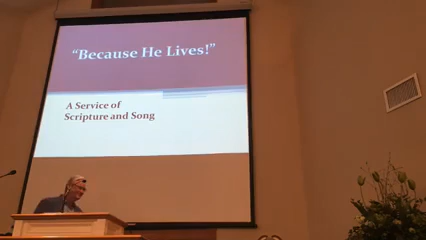 “Because He Lives!”
A Service of
Scripture and Song